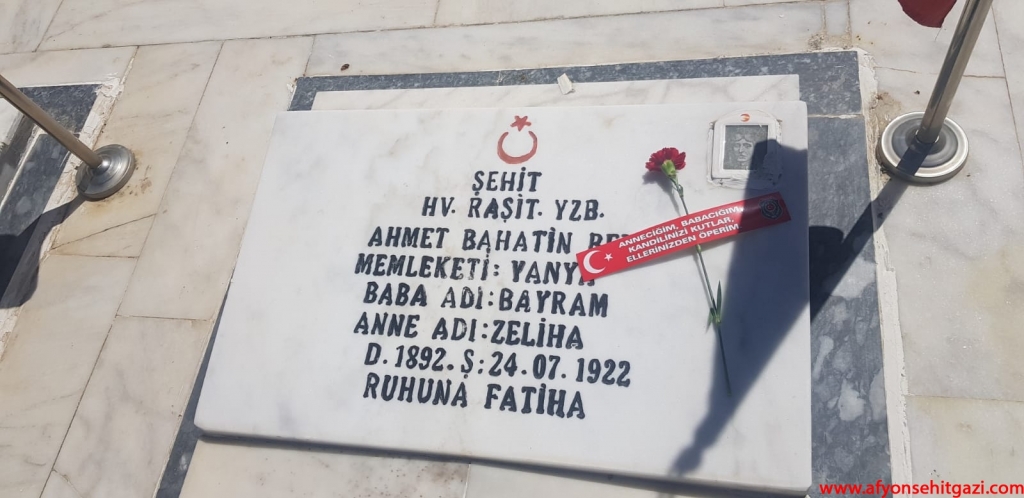 ŞEHİT
HV. RAŞİT. YZB.
AHMET BAHATİN
MEMLEKETİ: YANYA
BABA ADI: BAYRAM
ANNE ADI: ZELİHA
D. 1892. Ş: 24. 07. 1922
RUHUNA FATİHA
ANNECİĞİM, BABACIĞIM
KANDİLİNİZİ KUTLAR,
ELLERİNİZDEN ÖPERİM
www.afyonsehitgazi.com